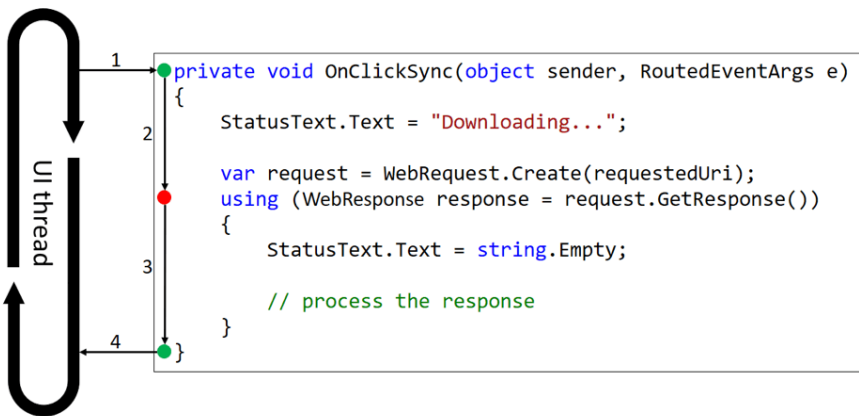 1
private void OnClickSync(object sender, RoutedEventArgs e)
{
2
StatusText.Text = "Downloading...";
var request = WebRequest.Create(requestedUri);
using (WebResponse response = request.GetResponse())
{
UI thread
3
StatusText.Text = string.Empty;
// process the response
}
4
}